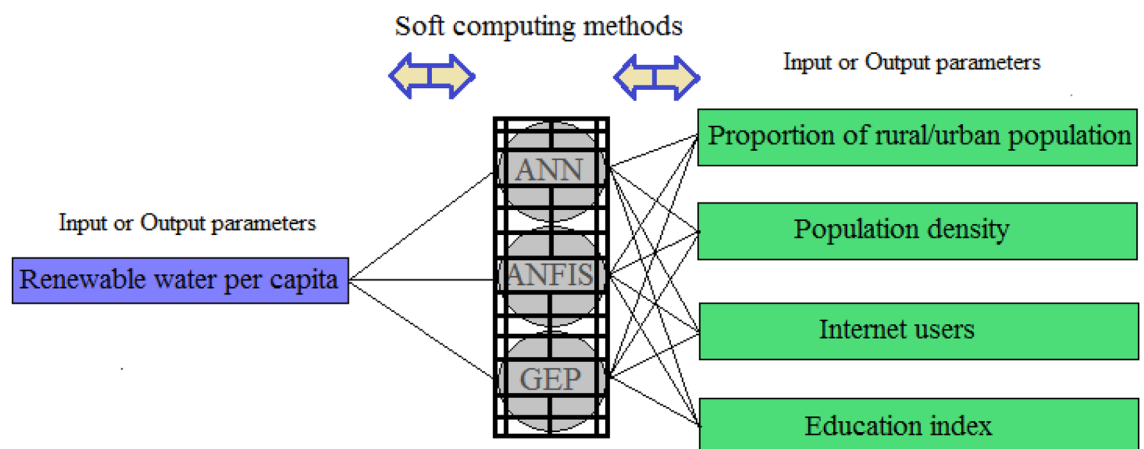 Soft computing methods
Input or Output parameters
Proportion of rural/urban population
ANN
Input or Output parameters
Population density
Renewable water per capita
ANFIS
Internet users
GEP
Education index